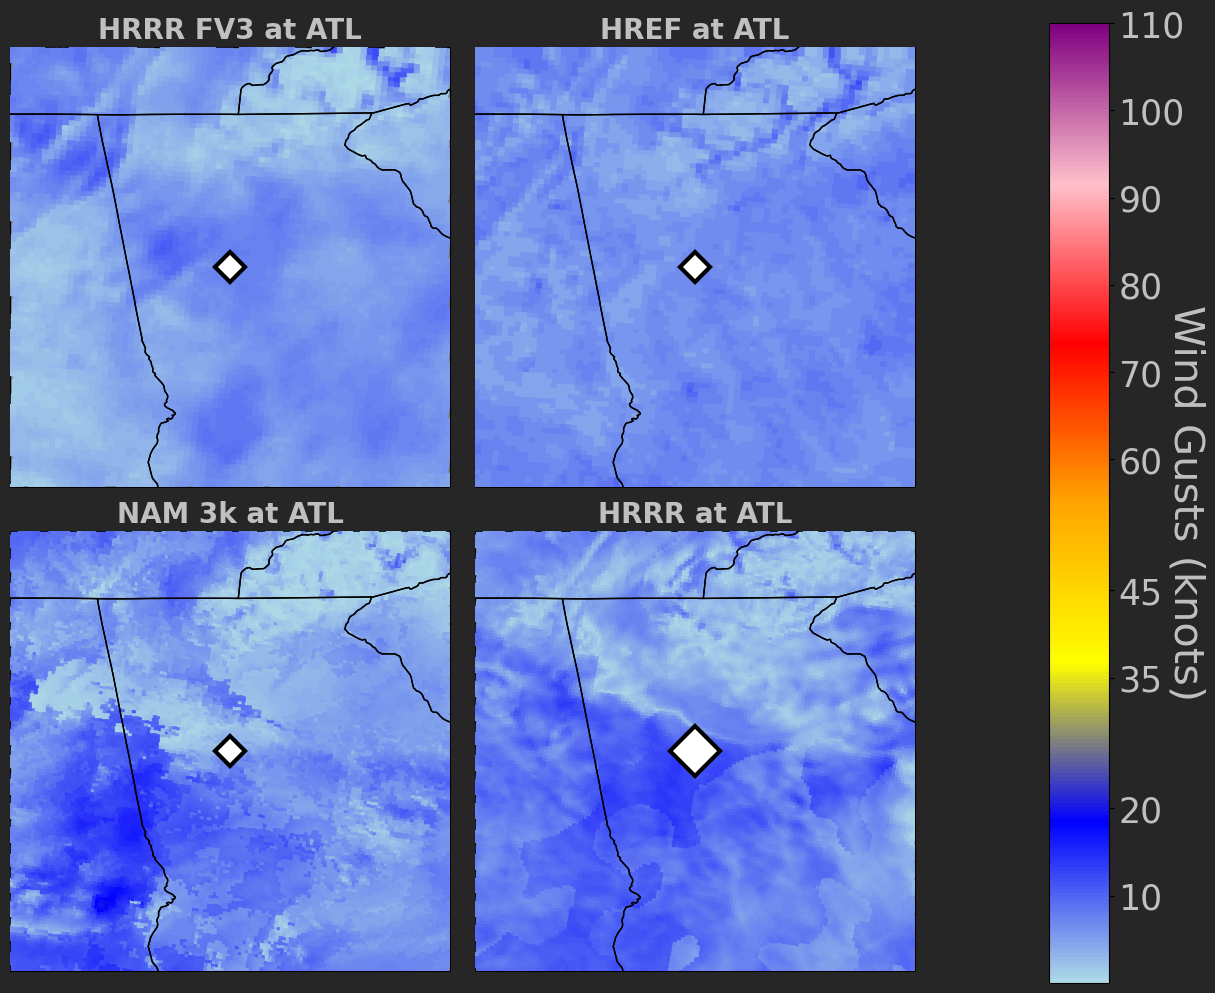 HRRR FV3 at ATL
HREF at ATL
NAM 3k at ATL
HRRR at ATL
110
100
90
80
70
60
45
35
20
10
Wind Gusts (knots)